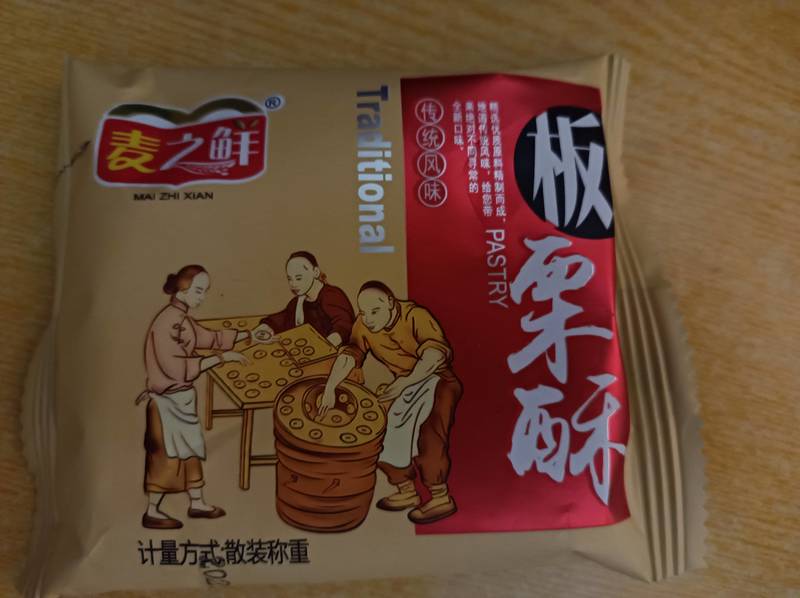 麦之鲜®
MAI ZHI XIAN
Traditional
传统风味
精选优质原料精制而成,
地道传统风味,给您带
来绝对不同寻常的
全新口味。
PASTRY
板栗酥
计量方式:散装称重